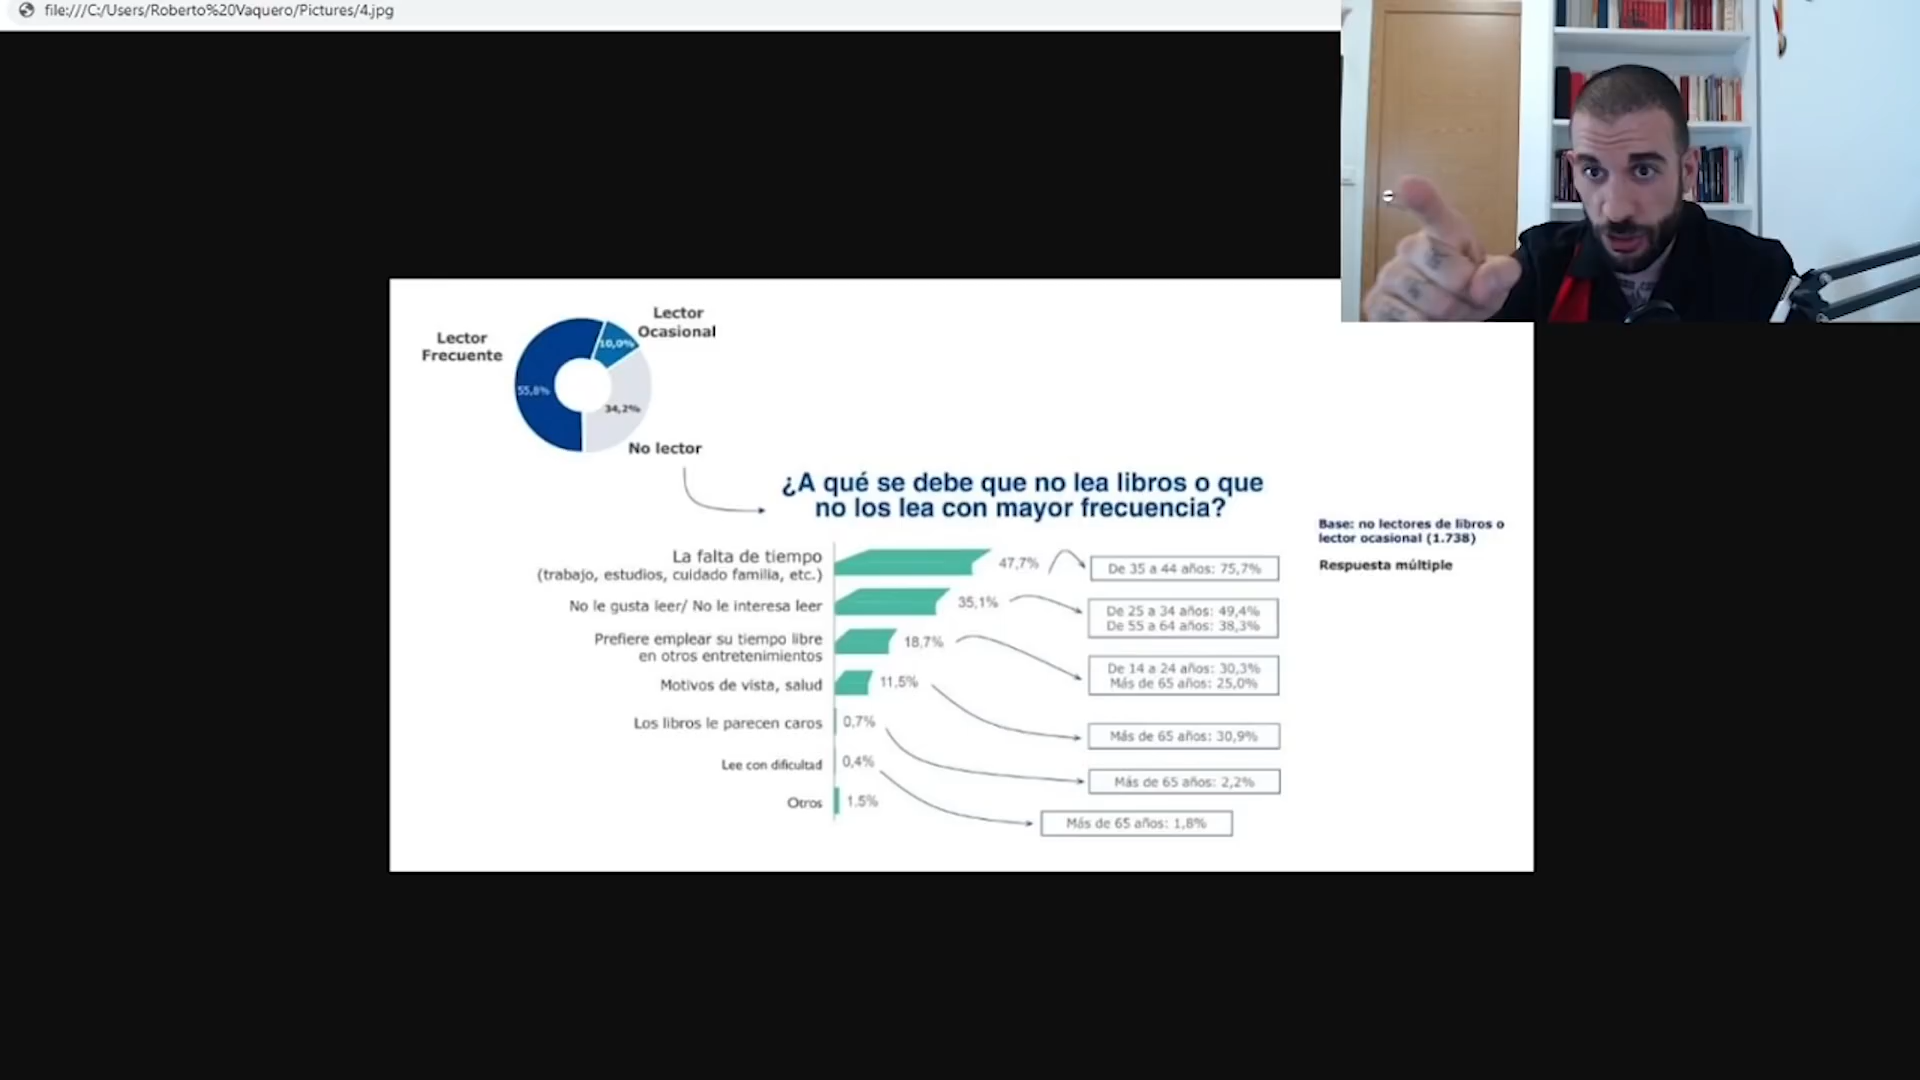 file:///C:/Users/Roberto%20Vaquero/Pictures/4.jpg
Lector
Ocasional
Lector
Frecuente
10,0%
55,8%
34,2%
No lector
¿A qué se debe que no lea libros o que
no los lea con mayor frecuencia?
Base: no lectores de libros o
lector ocasional (1.738)
Respuesta múltiple
La falta de tiempo
(trabajo, estudios, cuidado familia, etc.)
47,7%
De 35 a 44 años: 75,7%
No le gusta leer/ No le interesa leer
35,1%
De 25 a 34 años: 49,4%
De 55 a 64 años: 38,3%
Prefiere emplear su tiempo libre
en otros entretenimientos
18,7%
De 14 a 24 años: 30,3%
Más de 65 años: 25,0%
Motivos de vista, salud
11,5%
Más de 65 años: 30,9%
Los libros le parecen caros
0,7%
Más de 65 años: 2,2%
Lee con dificultad
0,4%
Más de 65 años: 1,8%
Otros
1,5%